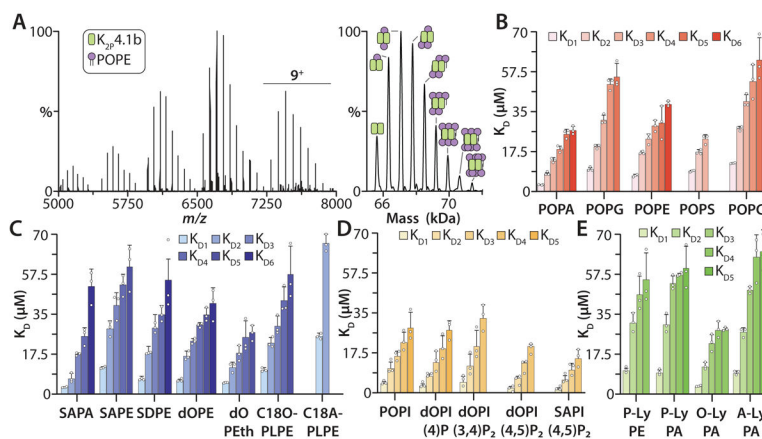 A
100
%
0
5000 5750 6500 7250 8000
m/z
K2P4.1b
POPE
9+
100
%
0
66 70
Mass (kDa)
B
KD1 KD2 KD3 KD4 KD5 KD6
KD (µM)
70
57.5
35
17.5
0
POPA POPG POPE POPS POPC
C
KD1 KD2 KD3
KD4 KD5 KD6
KD (µM)
70
57.5
35
17.5
0
SAPA SAPE SDPE dOPE dO PEth C18O-PLPE C18A-PLPE
D
KD1 KD2 KD3 KD4 KD5
KD (µM)
70
57.5
35
17.5
0
POPI dOPI (4)P dOPI (3,4)P2 dOPI (4,5)P2 SAPI (4,5)P2
E
KD1 KD2 KD3
KD4
KD5
KD (µM)
70
57.5
35
17.5
0
P-Ly PE P-Ly PA O-Ly PA A-Ly PA